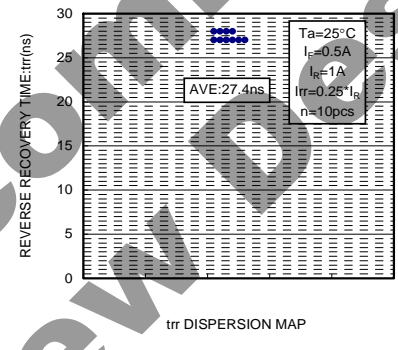 REVERSE RECOVERY TIME:trr(ns)
30
25
20
15
10
5
0
Ta=25°C
IF=0.5A
IR=1A
Irr=0.25*IR
n=10pcs
AVE:27.4ns
trr DISPERSION MAP